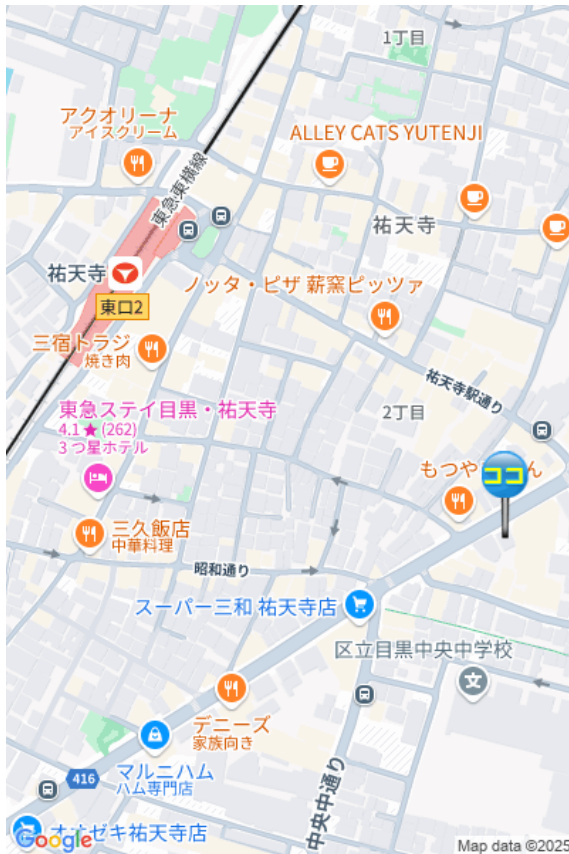 1丁目
アクオリーナ
アイスクリーム
ALLEY CATS YUTENJI
東急東横線
祐天寺
祐天寺
東口2
ノッタ・ピザ 薪窯ピッツァ
三宿トラジ
焼き肉
祐天寺駅通り
東急ステイ目黒・祐天寺
4.1★(262)
3つ星ホテル
2丁目
もつや
ん
ココ
三久飯店
中華料理
昭和通り
スーパー三和 祐天寺店
区立目黒中央中学校
文
デニーズ
家族向き
マルニハム
ハム専門店
416
中央中通り
オオゼキ祐天寺店
Google
Map data ©2025